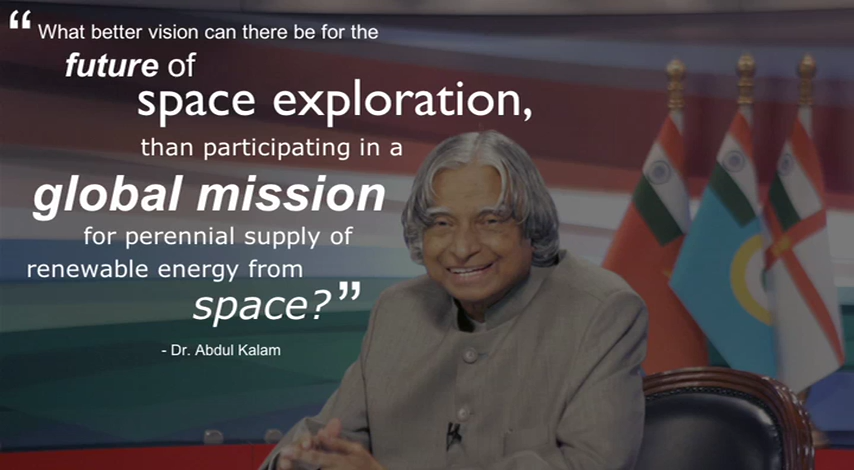 “ What better vision can there be for the
future of
space exploration,
than participating in a
global mission
for perennial supply of
renewable energy from
space?”
- Dr. Abdul Kalam